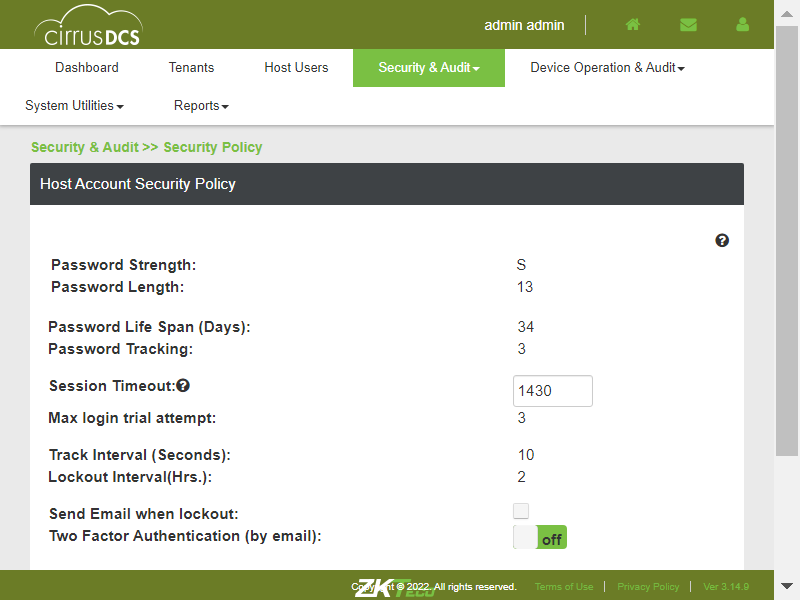 cirrusDCS
admin admin
Dashboard Tenants Host Users Security & Audit Device Operation & Audit
System Utilities Reports
Security & Audit >> Security Policy
Host Account Security Policy
Password Strength: S
Password Length: 13
Password Life Span (Days): 34
Password Tracking: 3
Session Timeout: 1430
Max login trial attempt: 3
Track Interval (Seconds): 10
Lockout Interval(Hrs.): 2
Send Email when lockout:
Two Factor Authentication (by email): off
ZKTeco
Copyright © 2022. All rights reserved. Terms of Use | Privacy Policy | Ver 3.14.9